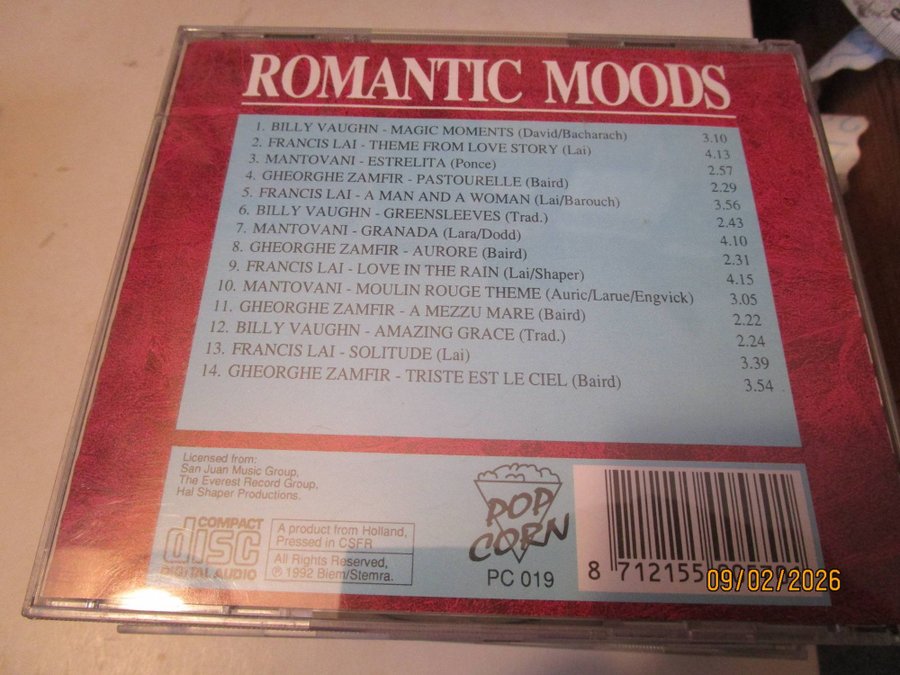 ROMANTIC MOODS
1. BILLY VAUGHN - MAGIC MOMENTS (David/Bacharach) 3.10
2. FRANCIS LAI - THEME FROM LOVE STORY (Lai) 4.13
3. MANTOVANI - ESTRELITA (Ponce) 2.57
4. GHEORGHE ZAMFIR - PASTOURELLE (Baird) 2.29
5. FRANCIS LAI - A MAN AND A WOMAN (Lai/Barouch) 3.56
6. BILLY VAUGHN - GREENSLEEVES (Trad.) 2.43
7. MANTOVANI - GRANADA (Lara/Dodd) 4.10
8. GHEORGHE ZAMFIR - AURORE (Baird) 2.31
9. FRANCIS LAI - LOVE IN THE RAIN (Lai/Shaper) 4.15
10. MANTOVANI - MOULIN ROUGE THEME (Auric/Larue/Engvick) 3.05
11. GHEORGHE ZAMFIR - A MEZZU MARE (Baird) 2.22
12. BILLY VAUGHN - AMAZING GRACE (Trad.) 2.24
13. FRANCIS LAI - SOLITUDE (Lai) 3.39
14. GHEORGHE ZAMFIR - TRISTE EST LE CIEL (Baird) 3.54
Licensed from:
San Juan Music Group,
The Everest Record Group,
Hal Shaper Productions.
COMPACT
disc
DIGITAL AUDIO
A product from Holland,
Pressed in CSFR
All Rights Reserved,
℗ 1992 Biem/Stemra.
POP
CORN
PC 019
8 712155
09/02/2026